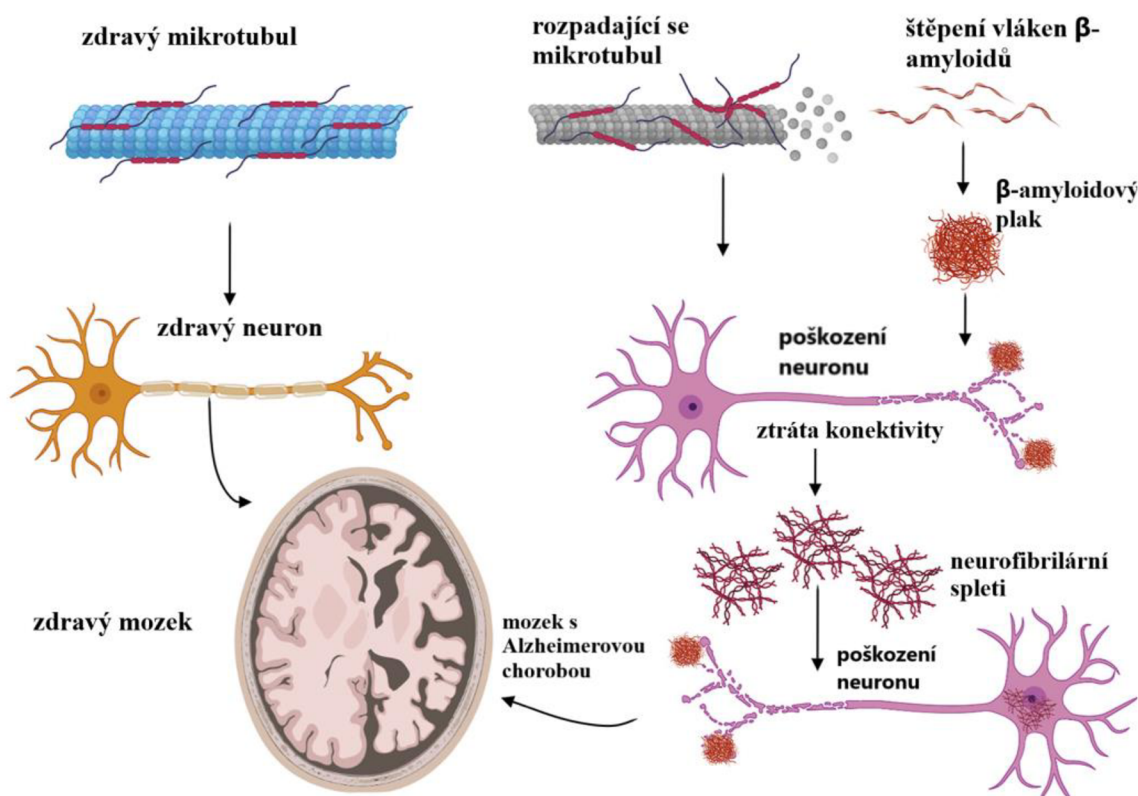 zdravý mikrotubul
rozpadající se
mikrotubul
štěpení vláken β-
amyloidů
β-amyloidový
plak
zdravý neuron
poškození
neuronu
ztráta konektivity
neurofibrilární
spleti
zdravý mozek
mozek s
Alzheimerovou
chorobou
poškození
neuronu